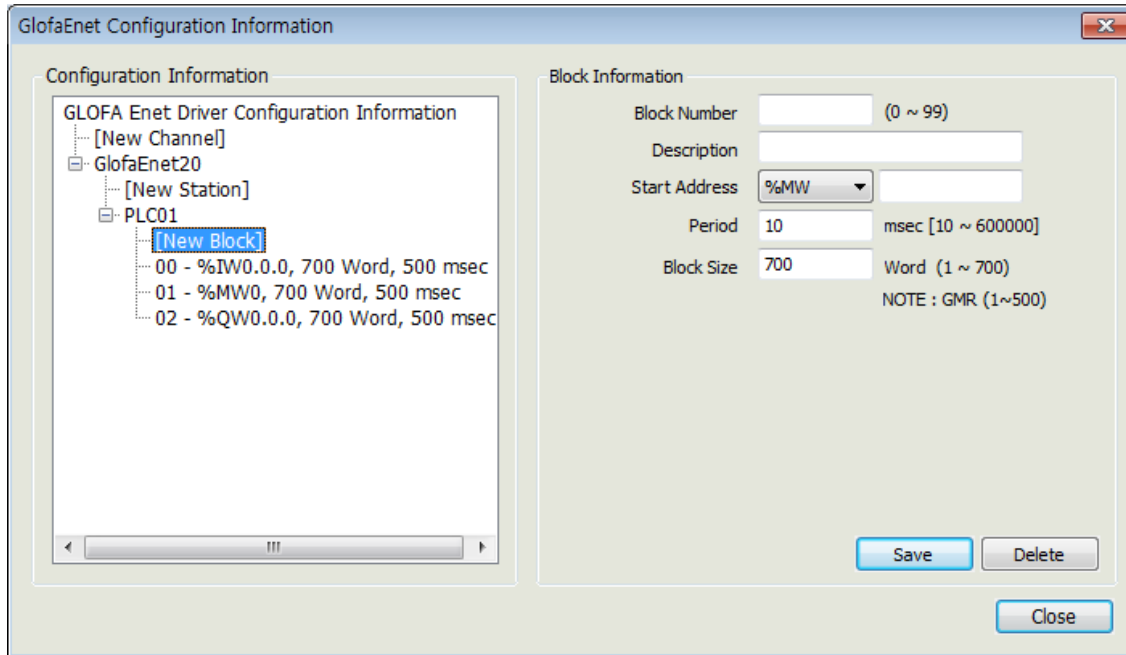 GlofaEnet Configuration Information
Configuration Information
GLOFA Enet Driver Configuration Information
[New Channel]
GlofaEnet20
[New Station]
PLC01
[New Block]
00 - %IW0.0.0, 700 Word, 500 msec
01 - %MW0, 700 Word, 500 msec
02 - %QW0.0.0, 700 Word, 500 msec
Block Information
Block Number (0 ~ 99)
Description
Start Address %MW
Period 10 msec [10 ~ 600000]
Block Size 700 Word (1 ~ 700)
NOTE : GMR (1~500)
Save Delete
Close